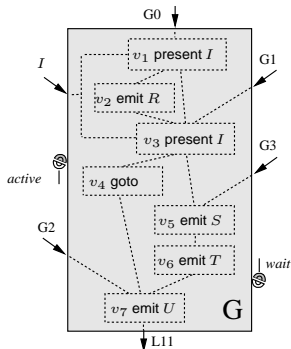 G0
v1 present I
I
G1
v2 emit R
v3 present I
G3
active
v4 goto
v5 emit S
G2
v6 emit T
wait
v7 emit U
G
L11